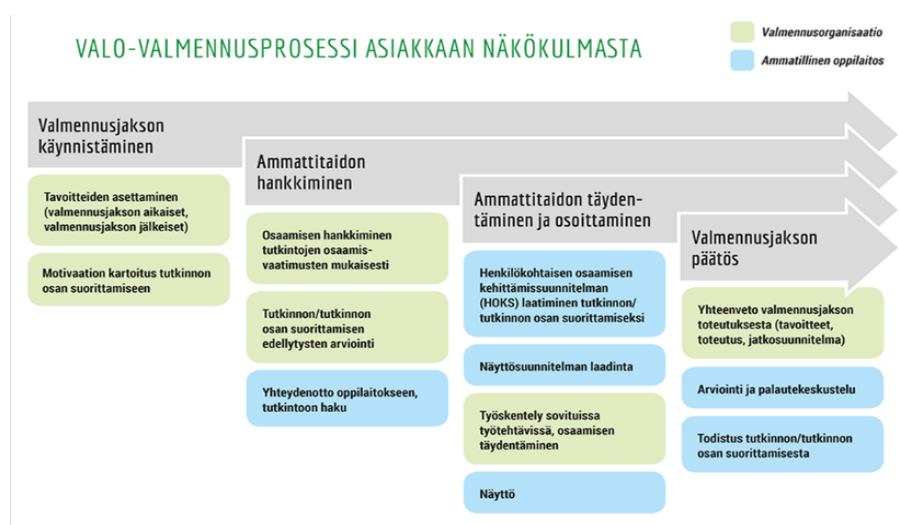 VALO-VALMENNUSPROSESSI ASIAKKAAN NÄKÖKULMASTA
Valmennusorganisaatio
Ammatillinen oppilaitos
Valmennusjakson
käynnistäminen
Tavoitteiden asettaminen
(valmennusjakson aikaiset,
valmennusjakson jälkeiset)
Motivaation kartoitus tutkinnon
osan suorittamiseen
Ammattitaidon
hankkiminen
Osaamisen hankkiminen
tutkintojen osaamis-
vaatimusten mukaisesti
Tutkinnon/tutkinnon
osan suorittamisen
edellytysten arviointi
Yhteydenotto oppilaitokseen,
tutkintoon haku
Ammattitaidon täyden-
täminen ja osoittaminen
Henkilökohtaisen osaamisen
kehittämissuunnitelman
(HOKS) laatiminen tutkinnon/
tutkinnon osan suorittamiseksi
Näyttösuunnitelman laadinta
Työskentely sovituissa
työtehtävissä, osaamisen
täydentäminen
Näyttö
Valmennusjakson
päätös
Yhteenveto valmennusjakson
toteutuksesta (tavoitteet,
toteutus, jatkosuunnitelma)
Arviointi ja palautekeskustelu
Todistus tutkinnon/tutkinnon
osan suorittamisesta